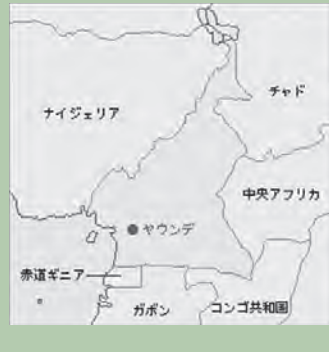 チャド
ナイジェリア
中央アフリカ
ヤウンデ
赤道ギニア
ガボン
コンゴ共和国